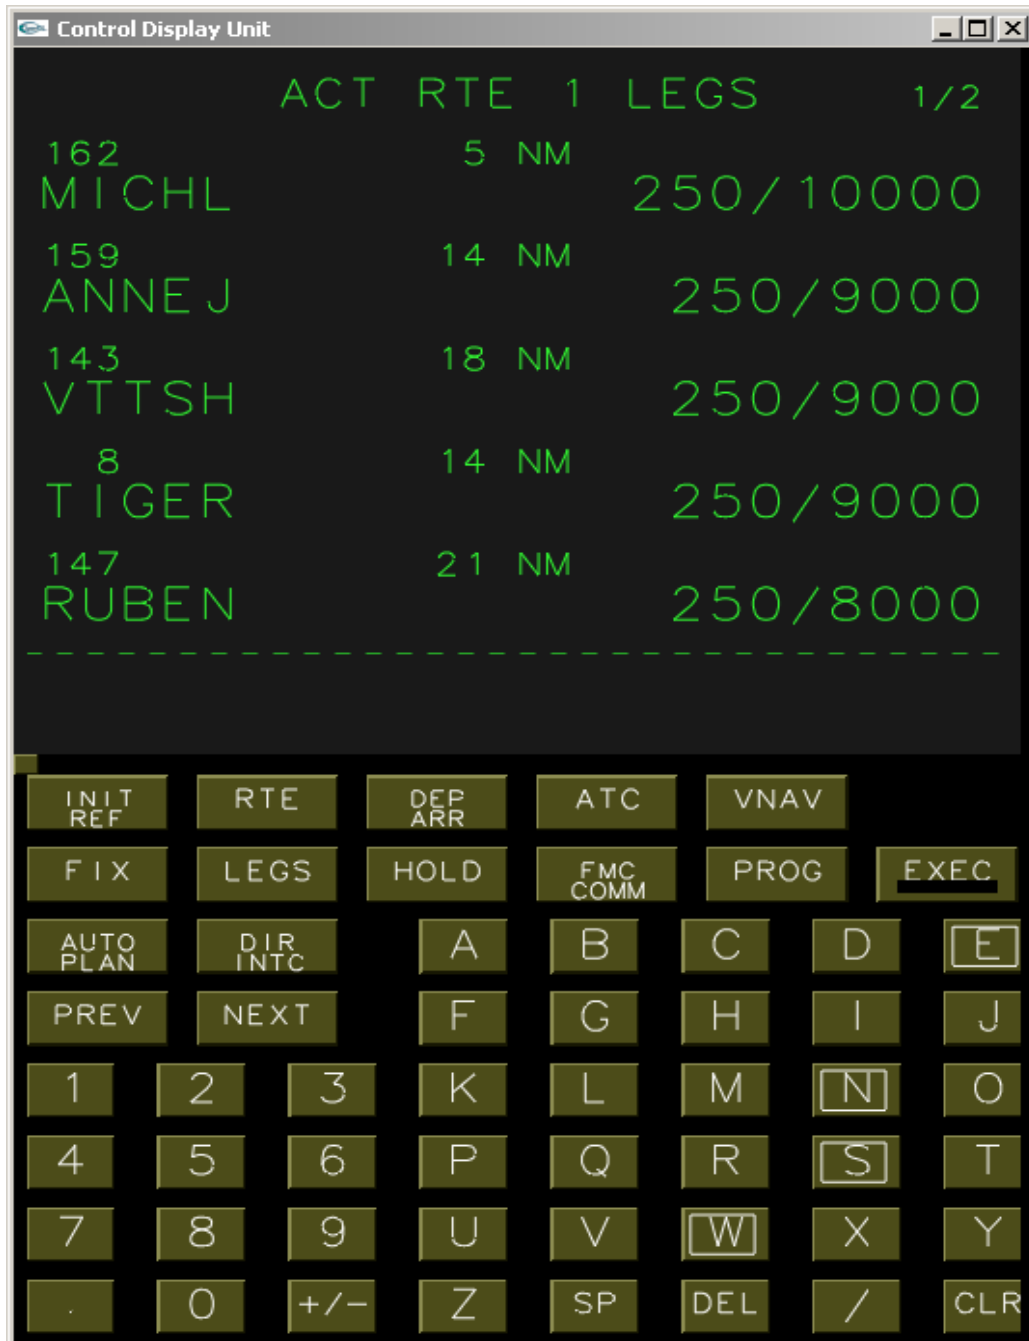 Control Display Unit
ACT RTE 1 LEGS 1/2
162 5 NM
MICHL 250/10000
159 14 NM
ANNEJ 250/9000
143 18 NM
VTTSH 250/9000
8 14 NM
TIGER 250/9000
147 21 NM
RUBEN 250/8000
INIT REF RTE DEP ARR ATC VNAV
FIX LEGS HOLD FMC COMM PROG EXEC
AUTO PLAN DIR INTC A B C D E
PREV NEXT F G H I J
1 2 3 K L M N O
4 5 6 P Q R S T
7 8 9 U V W X Y
. 0 +/- Z SP DEL / CLR